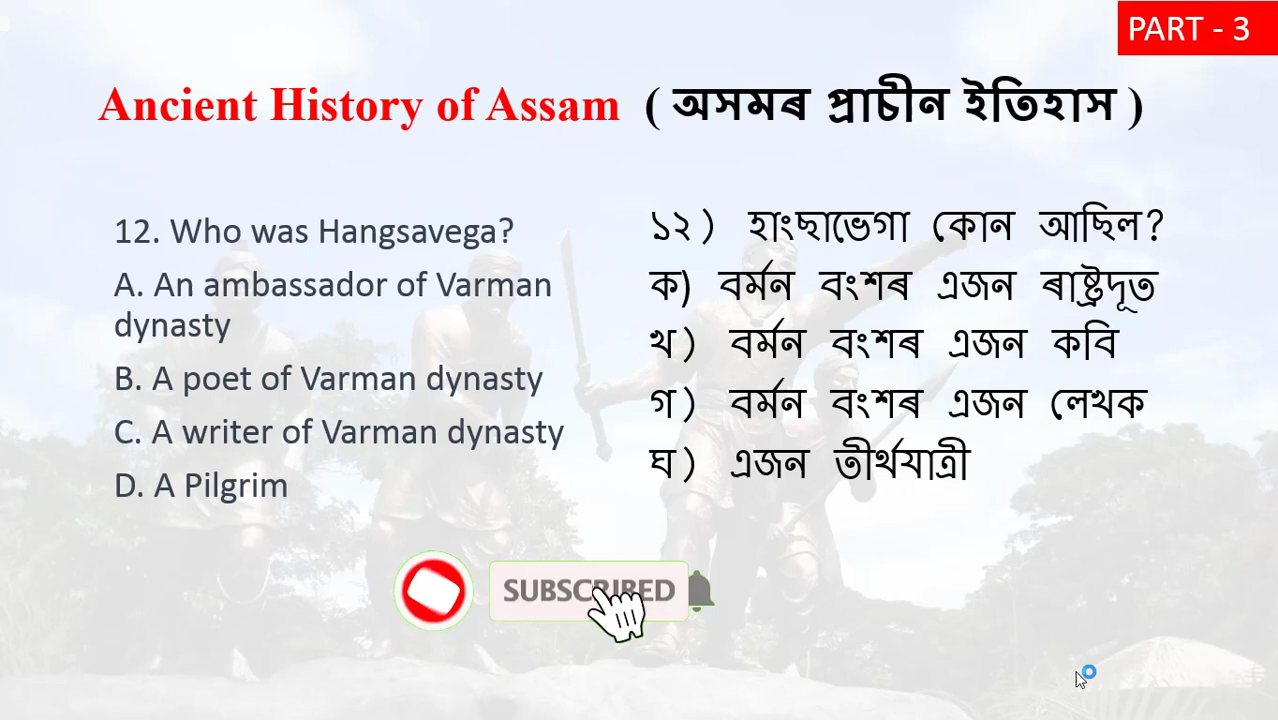 PART - 3
Ancient History of Assam ( অসমৰ প্ৰাচীন ইতিহাস )
12. Who was Hangsavega?
A. An ambassador of Varman
dynasty
B. A poet of Varman dynasty
C. A writer of Varman dynasty
D. A Pilgrim
১২ ) হাংছাভেগা কোন আছিল?
ক) বৰ্মন বংশৰ এজন ৰাষ্ট্ৰদূত
খ ) বৰ্মন বংশৰ এজন কবি
গ ) বৰ্মন বংশৰ এজন লেখক
ঘ ) এজন তীৰ্থযাত্ৰী
SUBSCRIBED